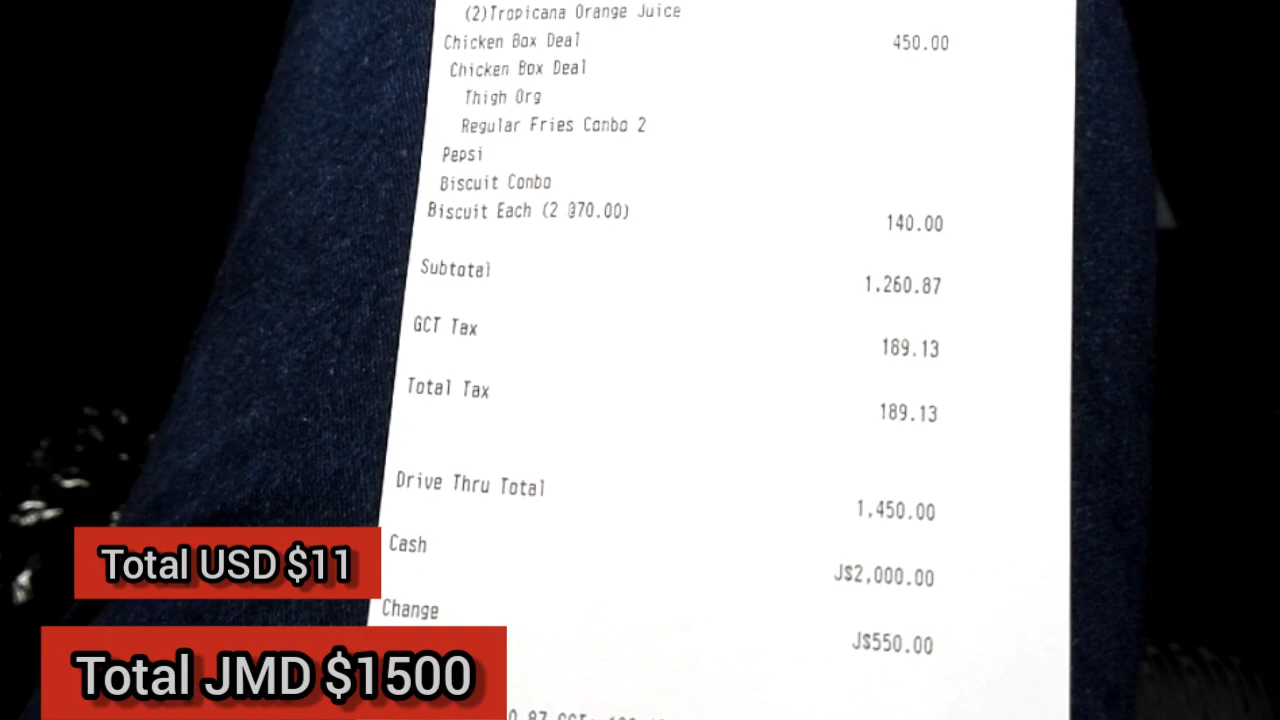 (2)Tropicana Orange Juice
Chicken Box Deal 450.00
Chicken Box Deal
Thigh Org
Regular Fries Combo 2
Pepsi
Biscuit Combo
Biscuit Each (2 @70.00) 140.00
Subtotal 1,260.87
GCT Tax 189.13
Total Tax 189.13
Drive Thru Total 1,450.00
Cash J$2,000.00
Change J$550.00
Total USD $11
Total JMD $1500